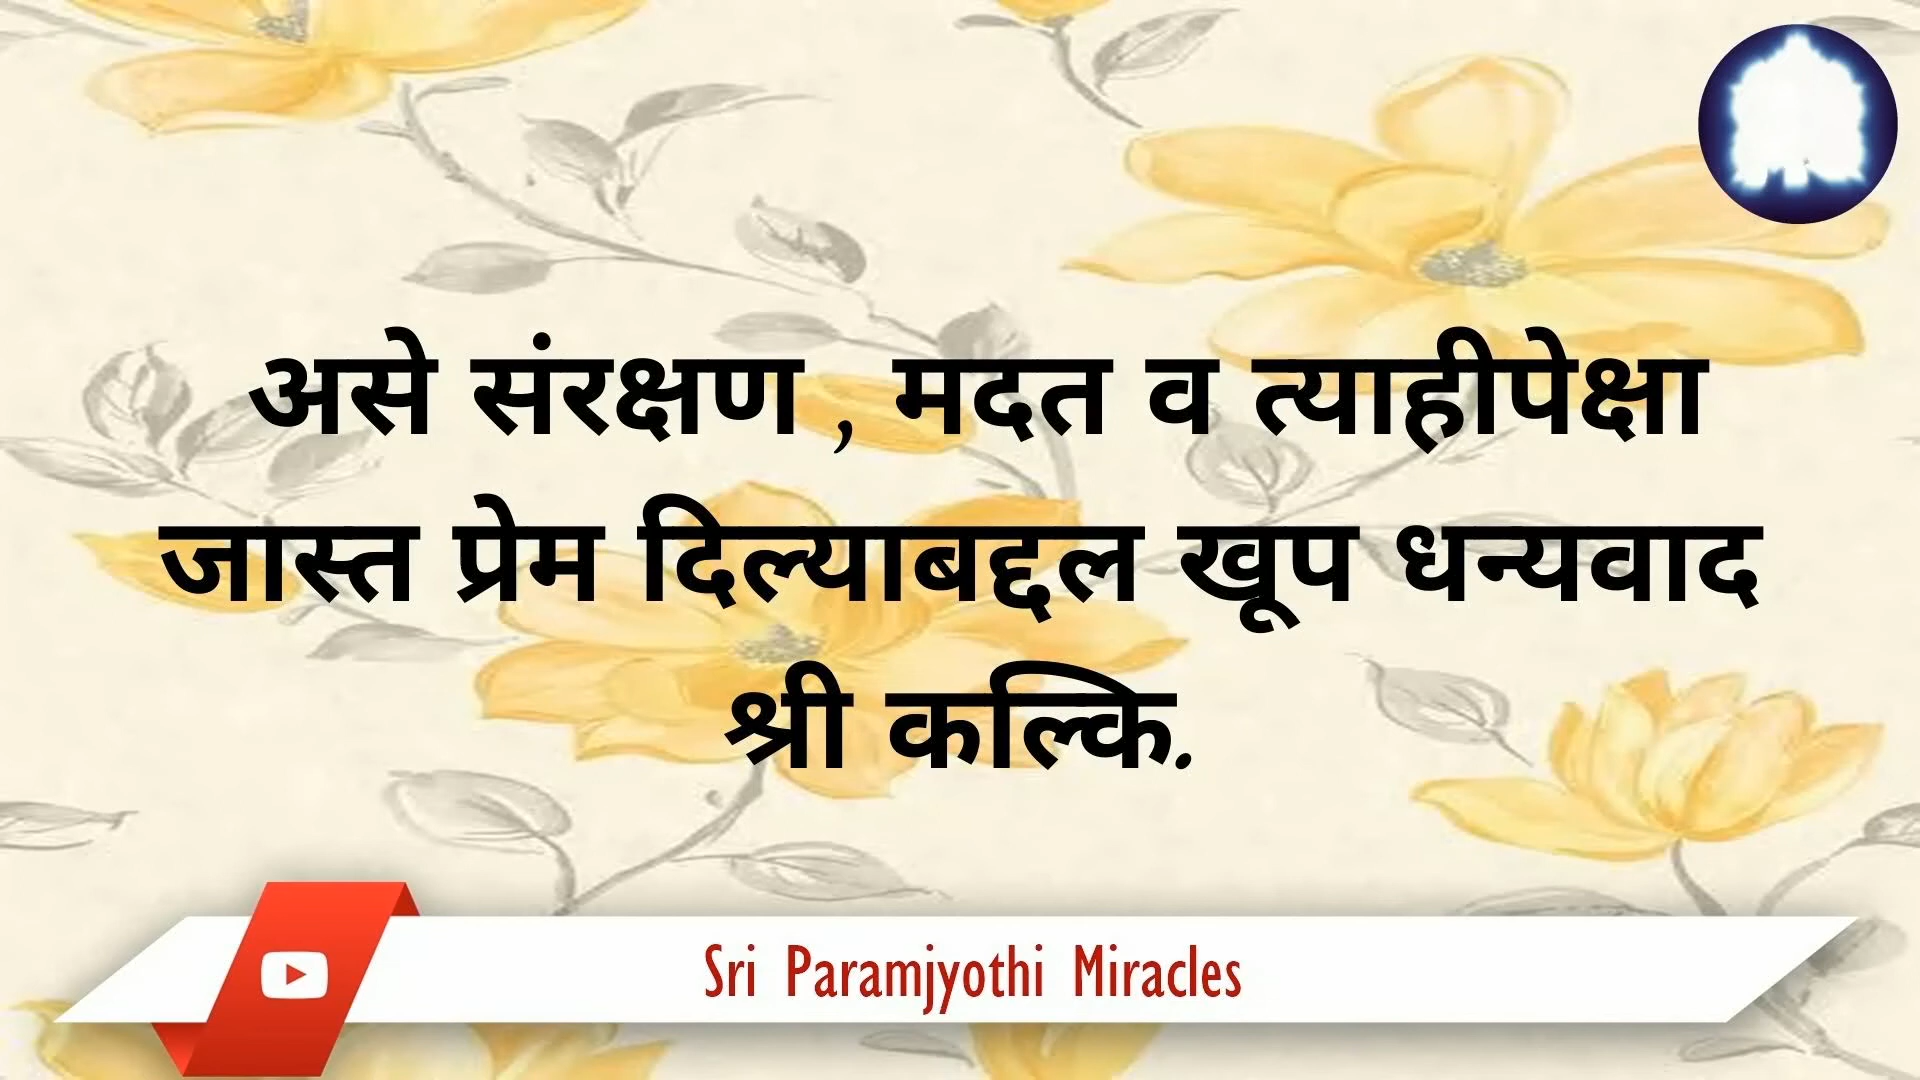 असे संरक्षण , मदत व त्याहीपेक्षा
जास्त प्रेम दिल्याबद्दल खूप धन्यवाद
श्री कल्कि.
Sri Paramjyothi Miracles